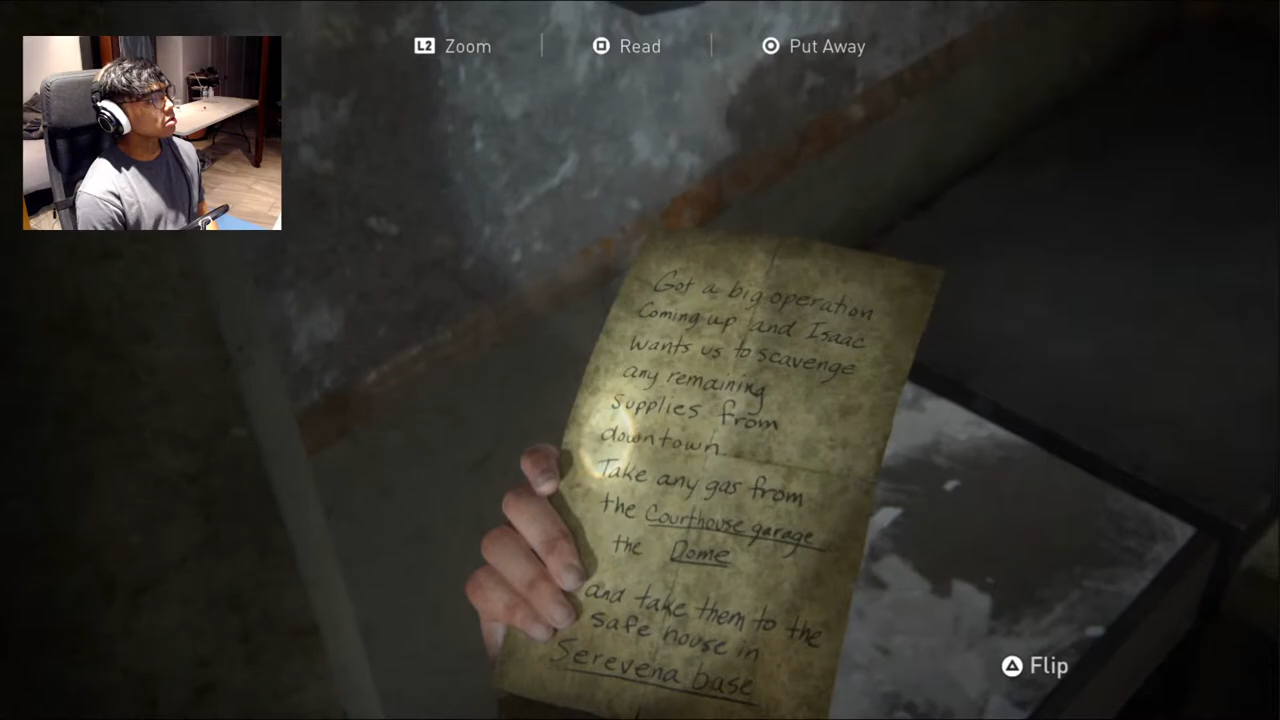 L2 Zoom
Read
Put Away
Got a big operation
Coming up and Isaac
wants us to scavenge
any remaining
supplies from
downtown.
Take any gas from
the Courthouse garage
the Dome
and take them to the
safe house in
Serevena base
Flip